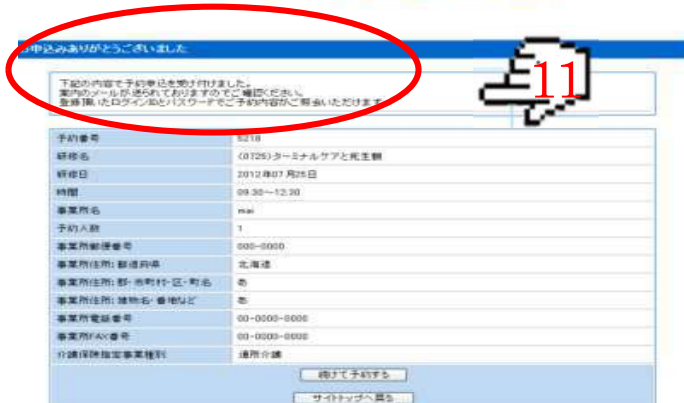 お申込みありがとうございました
下記の内容で予約申込を受け付けました。
案内のメールが送られておりますのでご確認ください。
登録頂いたログインIDとパスワードでご予約内容がご照会いただけます
11
予約番号 5218
研修名 (0725)ターミナルケアと死生観
研修日 2012年07月25日
時間 09:30~12:30
事業所名 mai
予約人数 1
事業所郵便番号 000-0000
事業所住所:都道府県 北海道
事業所住所:郡・市町村・区・町名 あ
事業所住所:建物名・番地など あ
事業所電話番号 00-0000-0000
事業所FAX番号 00-0000-0000
介護保険指定事業種別 通所介護
続けて予約する
サイトトップへ戻る